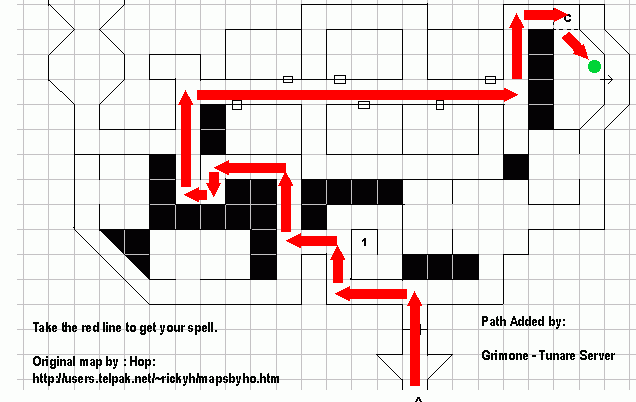 C
1
Take the red line to get your spell.
Original map by : Hop:
http://users.telpak.net/~rickyh/mapsbyho.htm
Path Added by:
Grimone - Tunare Server
A